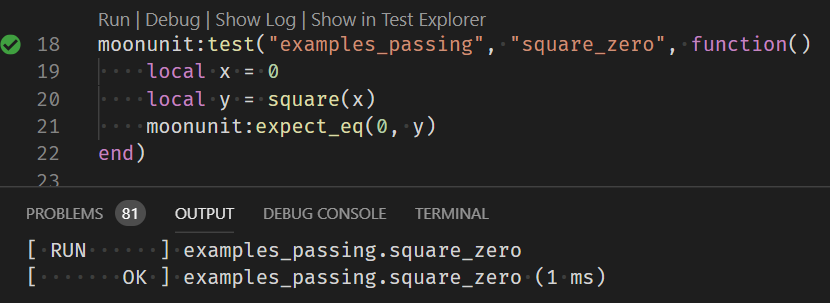 Run | Debug | Show Log | Show in Test Explorer
18 moonunit:test("examples_passing", "square_zero", function()
19     local x = 0
20     local y = square(x)
21     moonunit:expect_eq(0, y)
22 end)
23
PROBLEMS 81 OUTPUT DEBUG CONSOLE TERMINAL
[ RUN······ ] examples_passing.square_zero
[ ·······OK ] examples_passing.square_zero (1 ms)